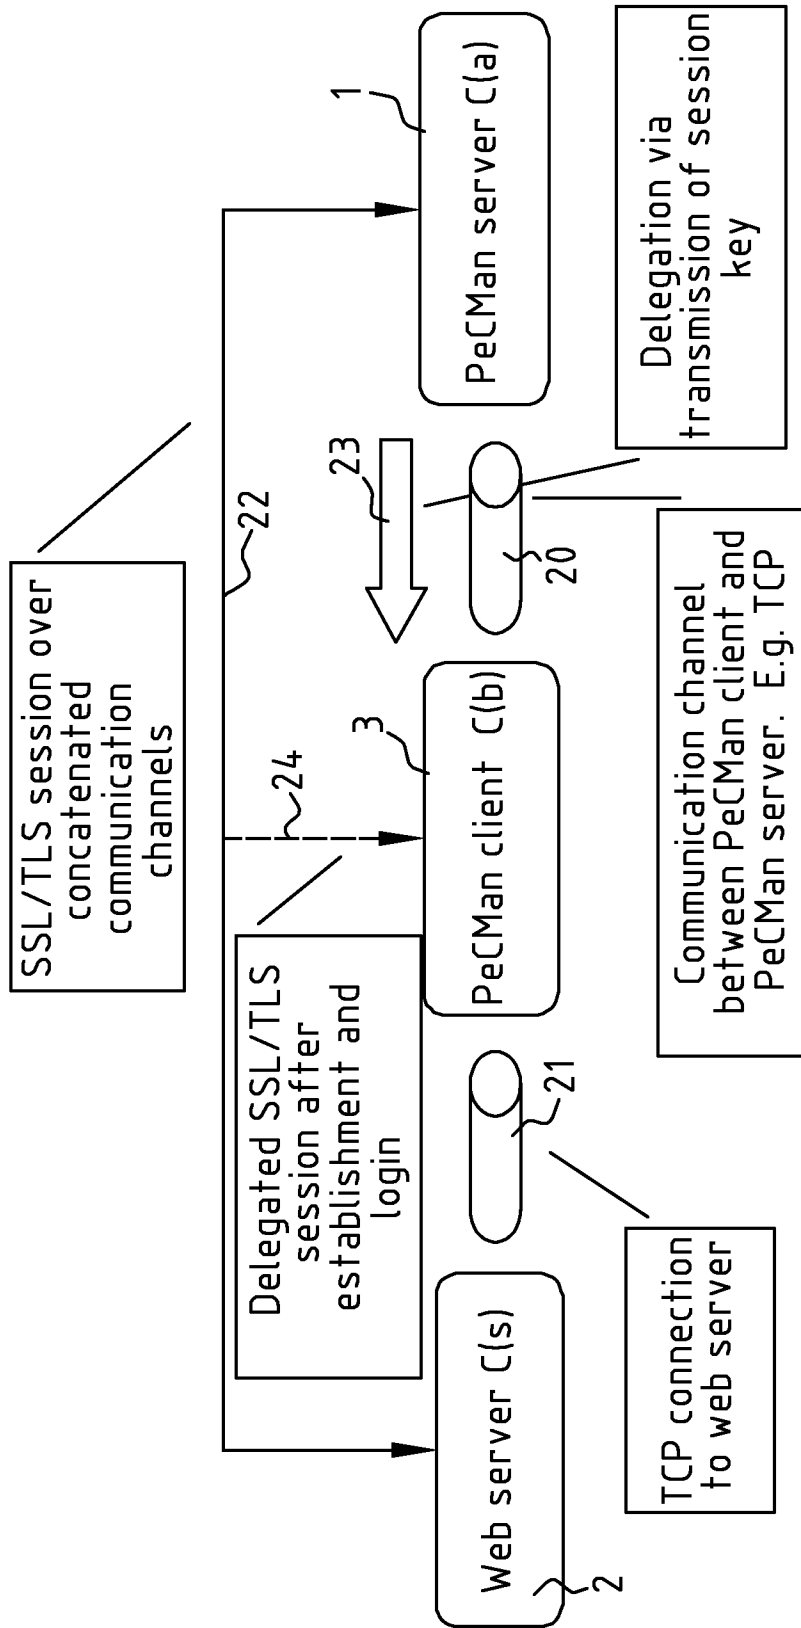 SSL/TLS session over
concatenated
communication
channels
22
Delegated SSL/TLS
session after
establishment and
login
24
23
1
3
Web server C(s)
2
PeCMan client C(b)
PeCMan server C(a)
21
20
TCP connection
to web server
Communication channel
between PeCMan client and
PeCMan server. E.g. TCP
Delegation via
transmission of session
key